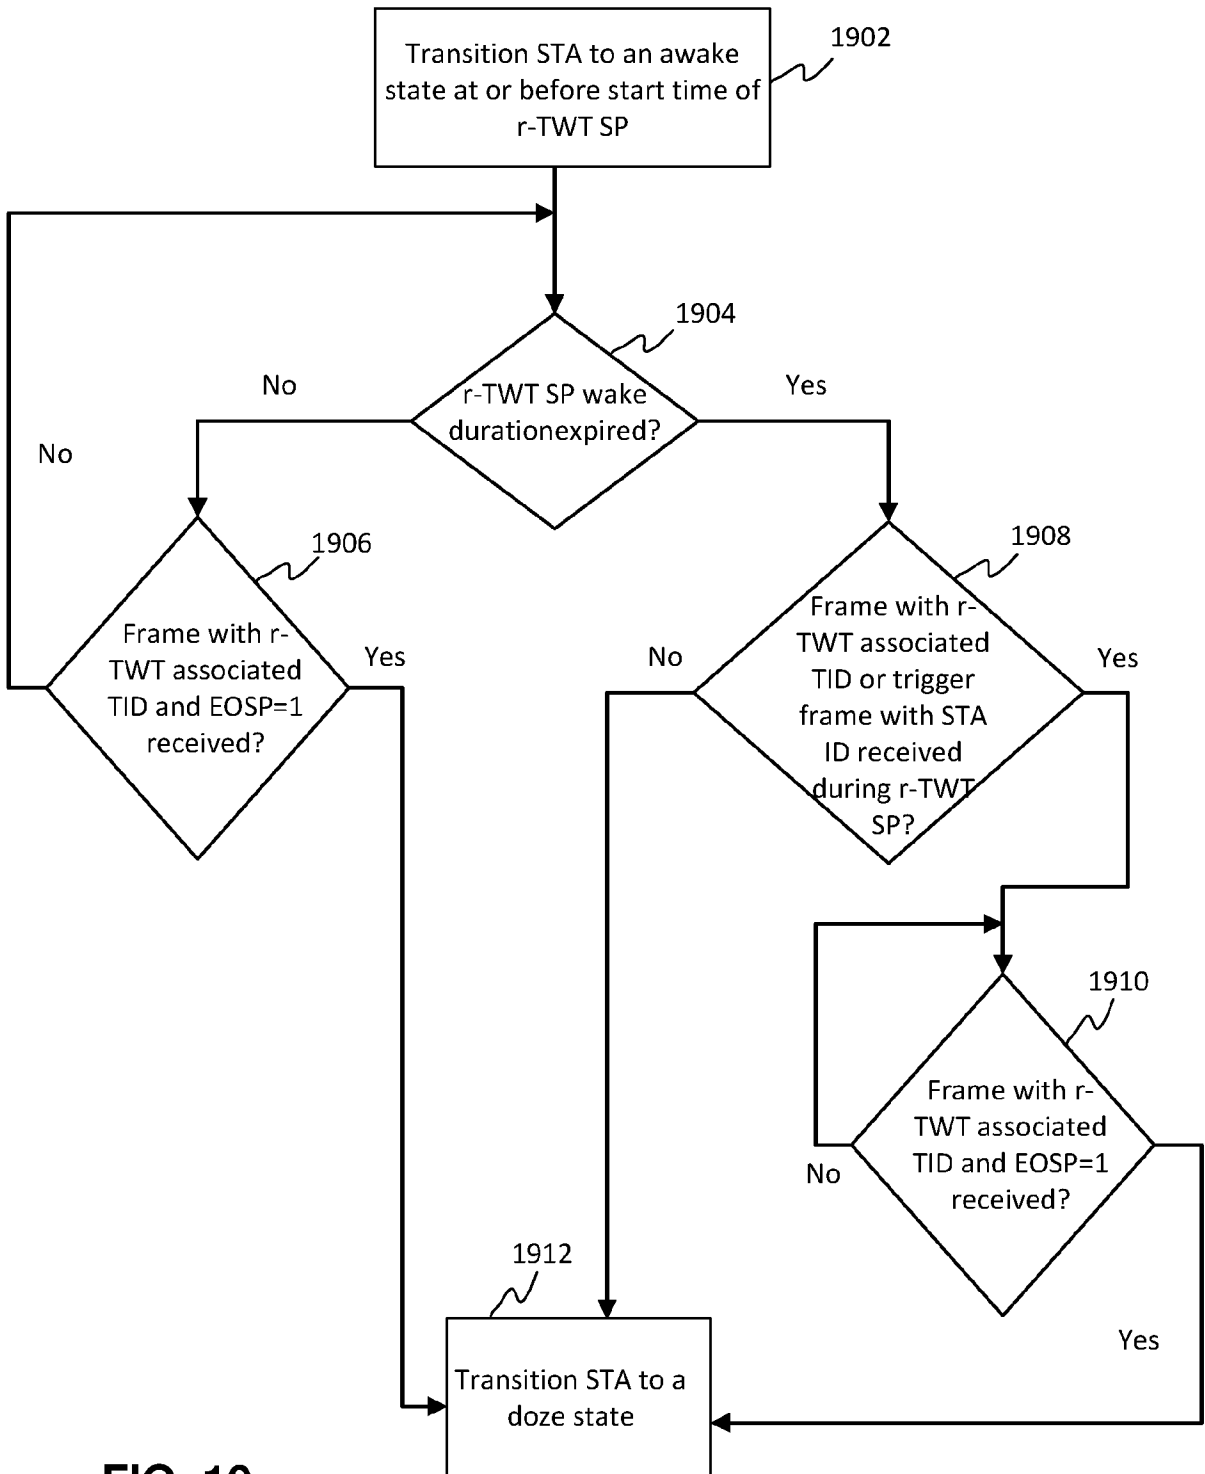 Transition STA to an awake
state at or before start time of
r-TWT SP
1902
1904
r-TWT SP wake
durationexpired?
No
Yes
No
1906
Frame with r-
TWT associated
TID and EOSP=1
received?
Yes
1908
Frame with r-
TWT associated
TID or trigger
frame with STA
ID received
during r-TWT
SP?
No
Yes
1910
Frame with r-
TWT associated
TID and EOSP=1
received?
No
Yes
1912
Transition STA to a
doze state
FIG. 19